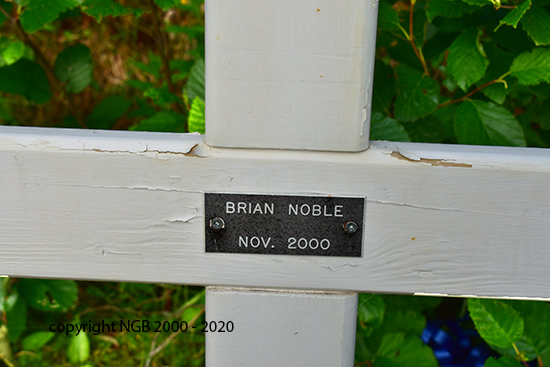 BRIAN NOBLE
NOV. 2000
copyright NGB 2000 - 2020